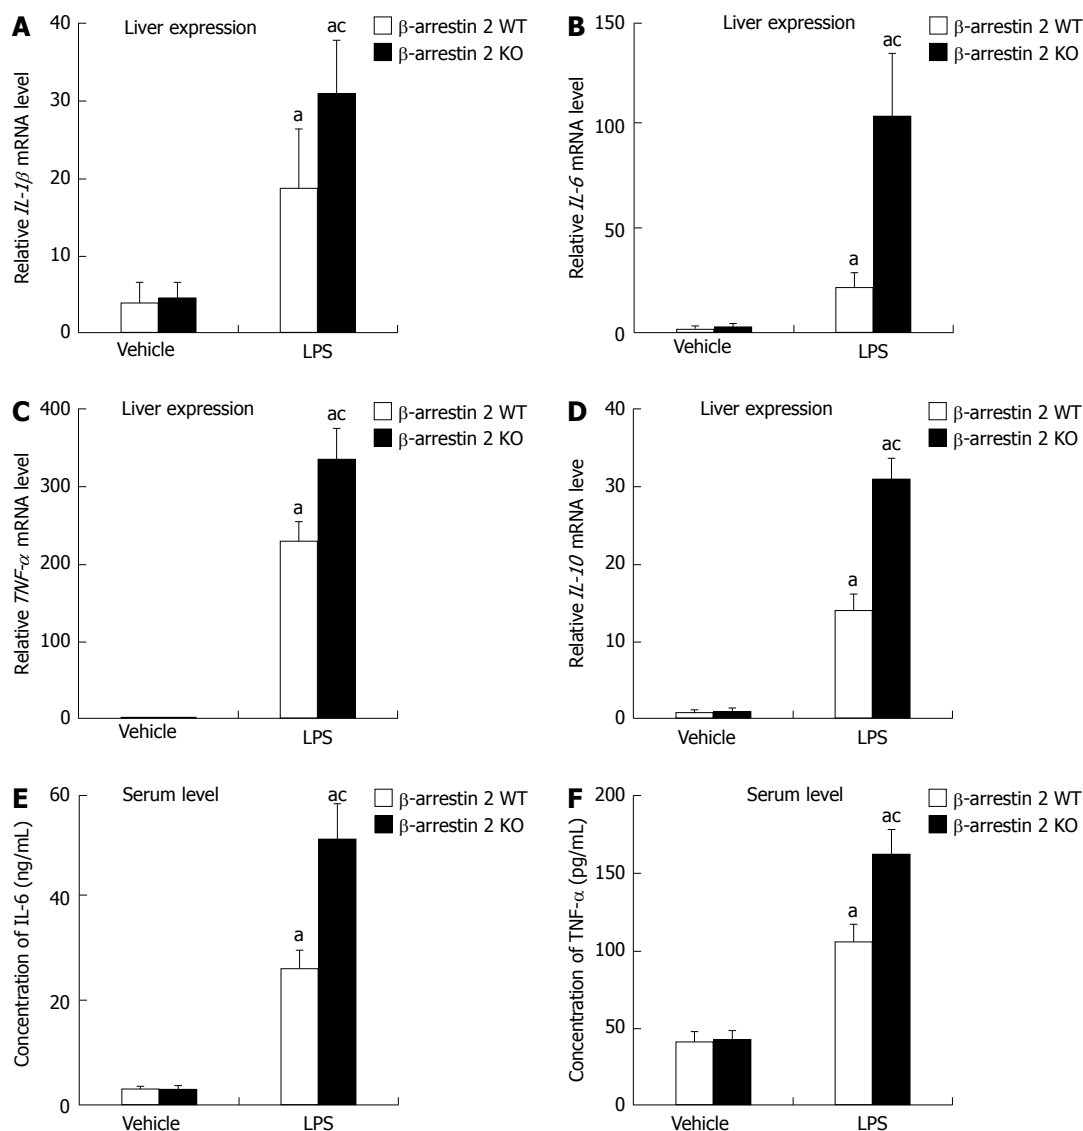 A
Liver expression
β-arrestin 2 WT
β-arrestin 2 KO
Relative IL-1β mRNA level
40
30
20
10
0
a
ac
Vehicle
LPS
B
Liver expression
β-arrestin 2 WT
β-arrestin 2 KO
Relative IL-6 mRNA level
150
100
50
0
a
ac
Vehicle
LPS
C
Liver expression
β-arrestin 2 WT
β-arrestin 2 KO
Relative TNF-α mRNA level
400
300
200
100
0
a
ac
Vehicle
LPS
D
Liver expression
β-arrestin 2 WT
β-arrestin 2 KO
Relative IL-10 mRNA leve
40
30
20
10
0
a
ac
Vehicle
LPS
E
Serum level
β-arrestin 2 WT
β-arrestin 2 KO
Concentration of IL-6 (ng/mL)
60
40
20
0
a
ac
Vehicle
LPS
F
Serum level
β-arrestin 2 WT
β-arrestin 2 KO
Concentration of TNF-α (pg/mL)
200
150
100
50
0
a
ac
Vehicle
LPS